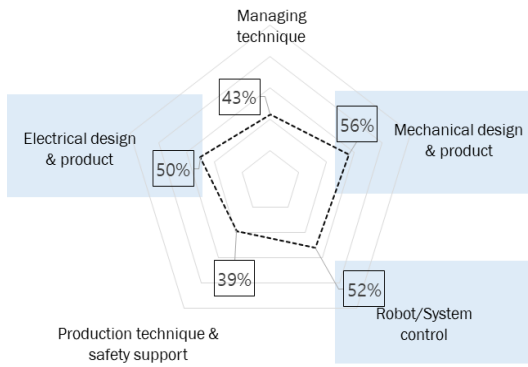 Managing
technique
43%
56%
Mechanical design
& product
Electrical design
& product
50%
39%
52%
Robot/System
control
Production technique &
safety support